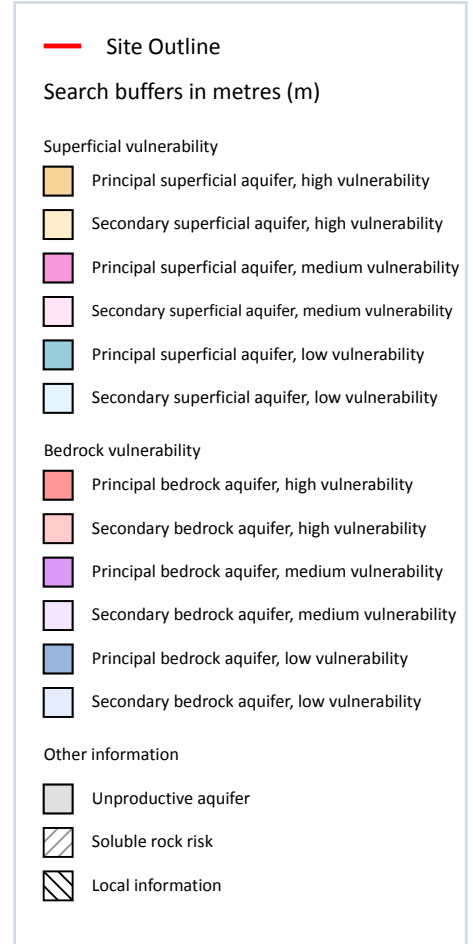 Site Outline
Search buffers in metres (m)
Superficial vulnerability
Principal superficial aquifer, high vulnerability
Secondary superficial aquifer, high vulnerability
Principal superficial aquifer, medium vulnerability
Secondary superficial aquifer, medium vulnerability
Principal superficial aquifer, low vulnerability
Secondary superficial aquifer, low vulnerability
Bedrock vulnerability
Principal bedrock aquifer, high vulnerability
Secondary bedrock aquifer, high vulnerability
Principal bedrock aquifer, medium vulnerability
Secondary bedrock aquifer, medium vulnerability
Principal bedrock aquifer, low vulnerability
Secondary bedrock aquifer, low vulnerability
Other information
Unproductive aquifer
Soluble rock risk
Local information